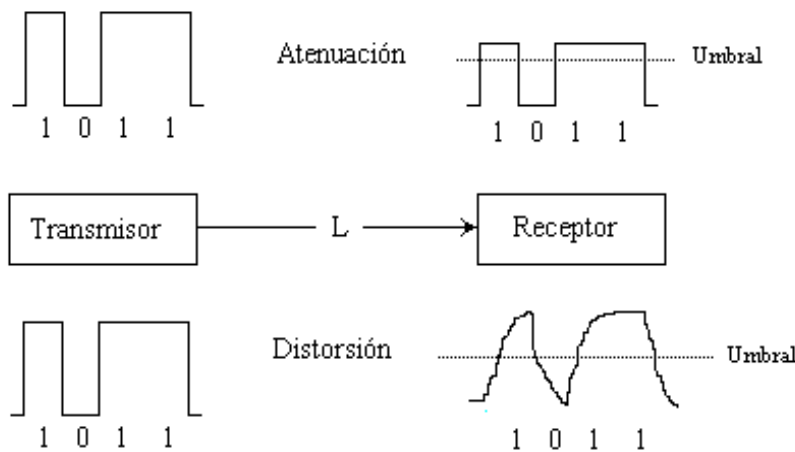 Atenuación
Umbral
1 0 1 1
1 0 1 1
Transmisor
L
Receptor
Distorsión
Umbral
1 0 1 1
1 0 1 1